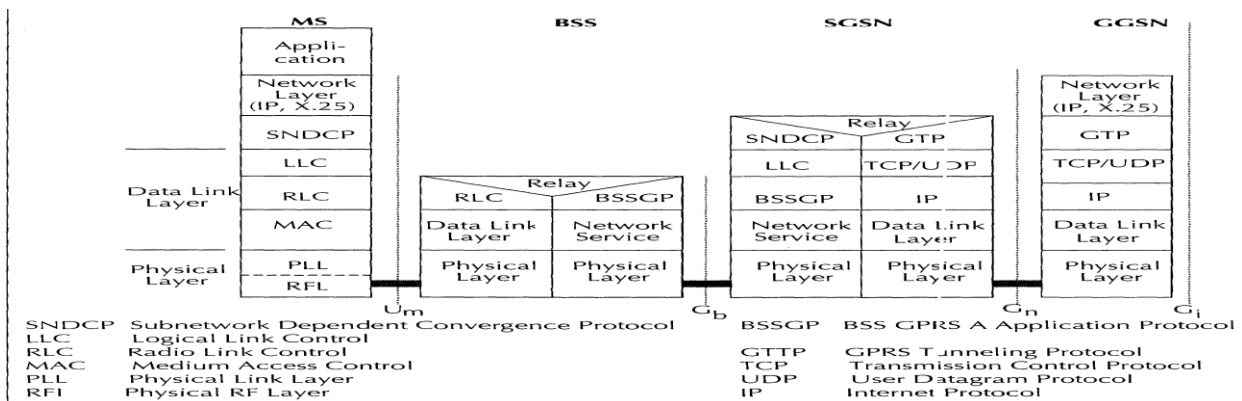 MS BSS SGSN GGSN
Appli-
cation
Network
Layer
(IP, X.25)
SNDCP
LLC
RLC
MAC
PLL
RFL
Data Link
Layer
Physical
Layer
Relay
RLC BSSGP
Data Link
Layer
Network
Service
Physical
Layer
Physical
Layer
Relay
SNDCP GTP
LLC TCP/UDP
BSSGP IP
Network
Service
Data Link
Layer
Physical
Layer
Physical
Layer
Network
Layer
(IP, X.25)
GTP
TCP/UDP
IP
Data Link
Layer
Physical
Layer
Um Gb Gn Gi
SNDCP Subnetwork Dependent Convergence Protocol
LLC Logical Link Control
RLC Radio Link Control
MAC Medium Access Control
PLL Physical Link Layer
RFI Physical RF Layer
BSSGP BSS GPRS A Application Protocol
GTTP GPRS Tunneling Protocol
TCP Transmission Control Protocol
UDP User Datagram Protocol
IP Internet Protocol